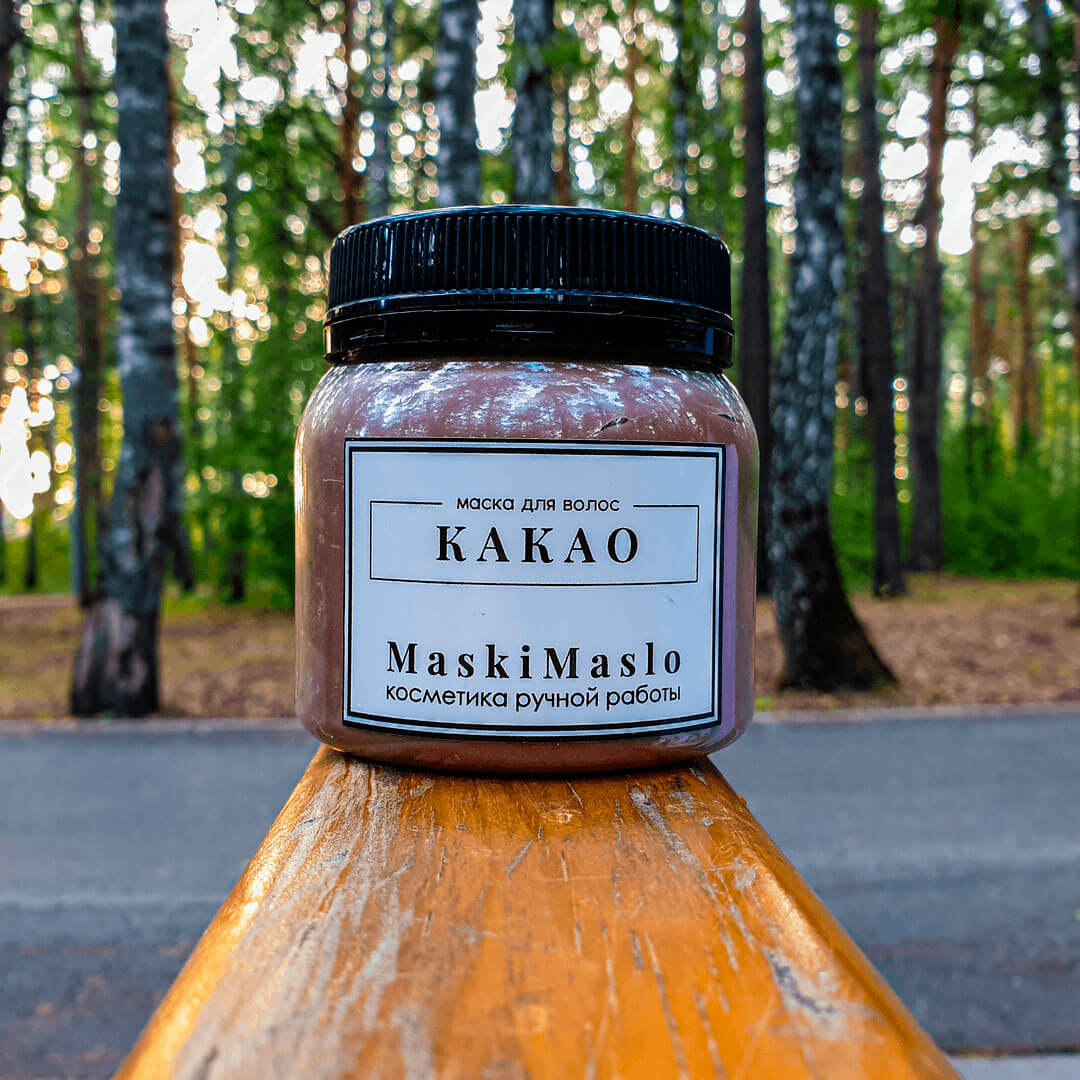 маска для волос
КАКАО
MaskiMaslo
косметика ручной работы